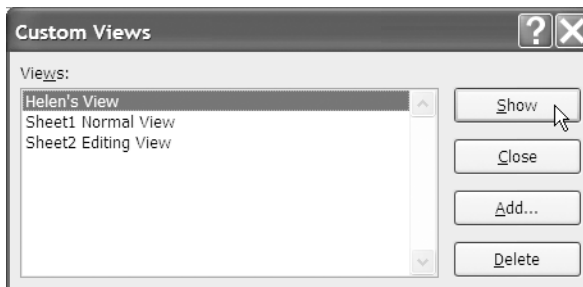 Custom Views
Views:
Helen's View
Sheet1 Normal View
Sheet2 Editing View
Show
Close
Add...
Delete